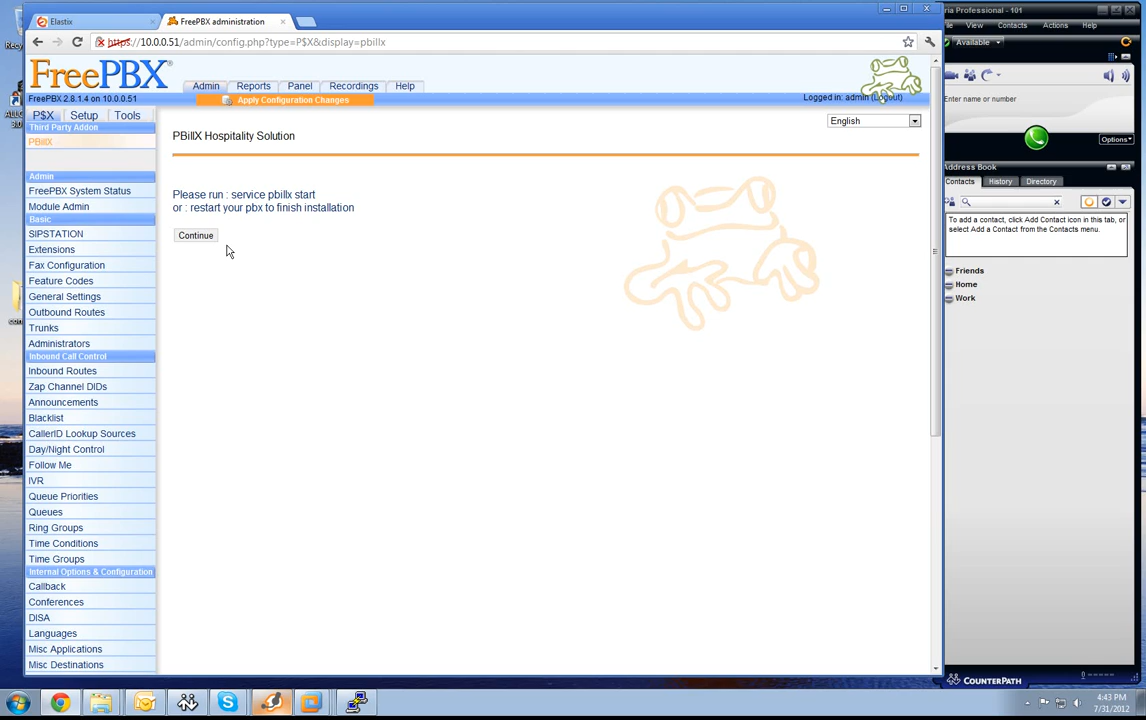 Elastix
FreePBX administration
ria Professional - 101
https://10.0.0.51/admin/config.php?type=P$X&display=pbillx
View Contacts Actions Help
Available
FreePBX®
Admin Reports Panel Recordings Help
FreePBX 2.8.1.4 on 10.0.0.51
Apply Configuration Changes
Logged in: admin (Logout)
Enter name or number
P$X Setup Tools
English
Third Party Addon
PBillX
PBillX Hospitality Solution
Options
Address Book
Contacts History Directory
Admin
FreePBX System Status
Module Admin
Basic
SIPSTATION
Extensions
Fax Configuration
Feature Codes
General Settings
Outbound Routes
Trunks
Administrators
Inbound Call Control
Inbound Routes
Zap Channel DIDs
Announcements
Blacklist
CallerID Lookup Sources
Day/Night Control
Follow Me
IVR
Queue Priorities
Queues
Ring Groups
Time Conditions
Time Groups
Internal Options & Configuration
Callback
Conferences
DISA
Languages
Misc Applications
Misc Destinations
Please run : service pbillx start
or : restart your pbx to finish installation
Continue
To add a contact, click Add Contact icon in this tab, or
select Add a Contact from the Contacts menu.
Friends
Home
Work
COUNTERPATH
4:43 PM
7/31/2012